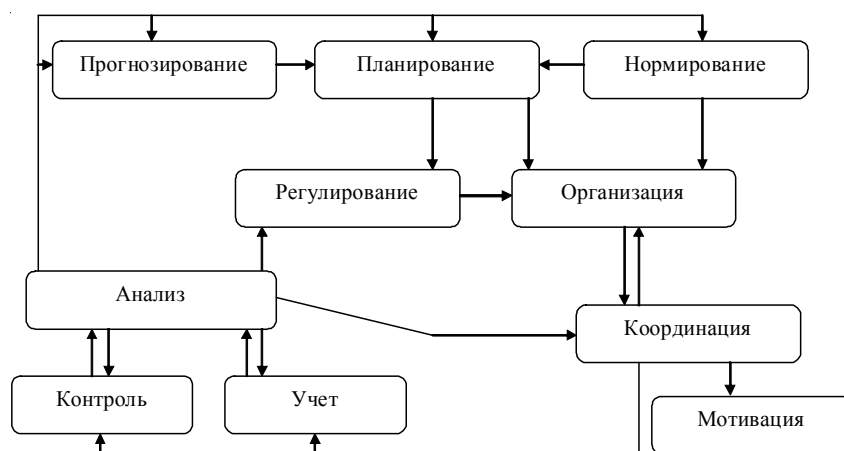 Прогнозирование
Планирование
Нормирование
Регулирование
Организация
Анализ
Координация
Контроль
Учет
Мотивация